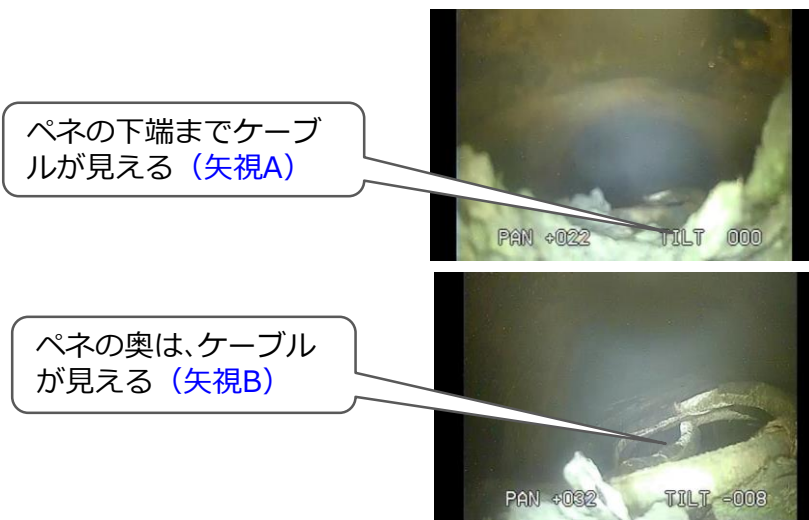 ペネの下端までケーブ
ルが見える（矢視A）
PAN +022 TILT 000
ペネの奥は、ケーブル
が見える（矢視B）
PAN +032 TILT -008